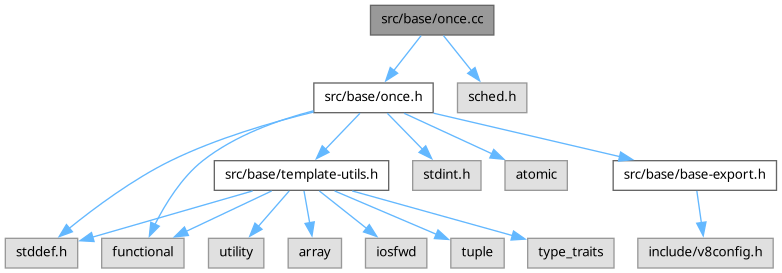 src/base/once.cc
src/base/once.h
sched.h
src/base/template-utils.h
stdint.h
atomic
src/base/base-export.h
stddef.h
functional
utility
array
iosfwd
tuple
type_traits
include/v8config.h